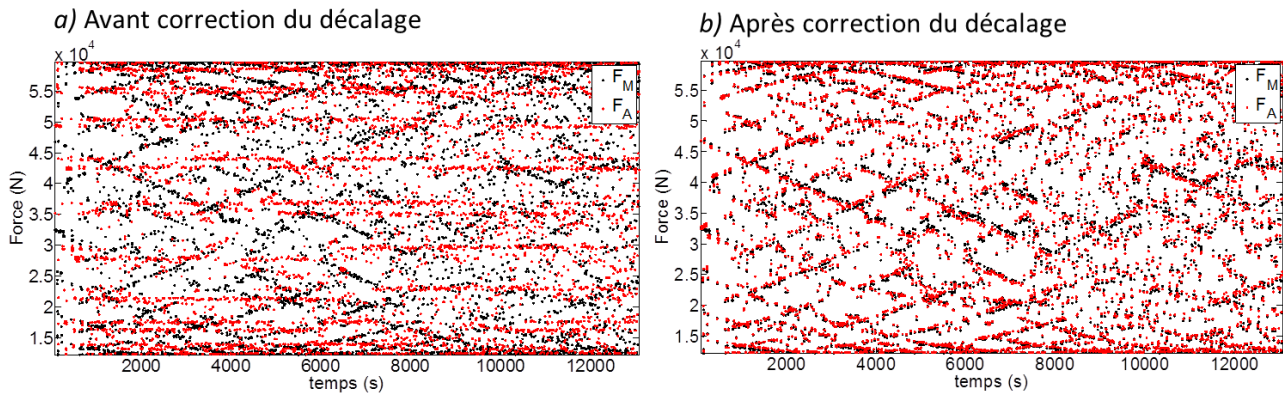 a) Avant correction du décalage
x 10^4
5.5
5
4.5
4
3.5
3
2.5
2
1.5
Force (N)
F_M
F_A
2000 4000 6000 8000 10000 12000
temps (s)
b) Après correction du décalage
x 10^4
5.5
5
4.5
4
3.5
3
2.5
2
1.5
Force (N)
F_M
F_A
2000 4000 6000 8000 10000 12000
temps (s)